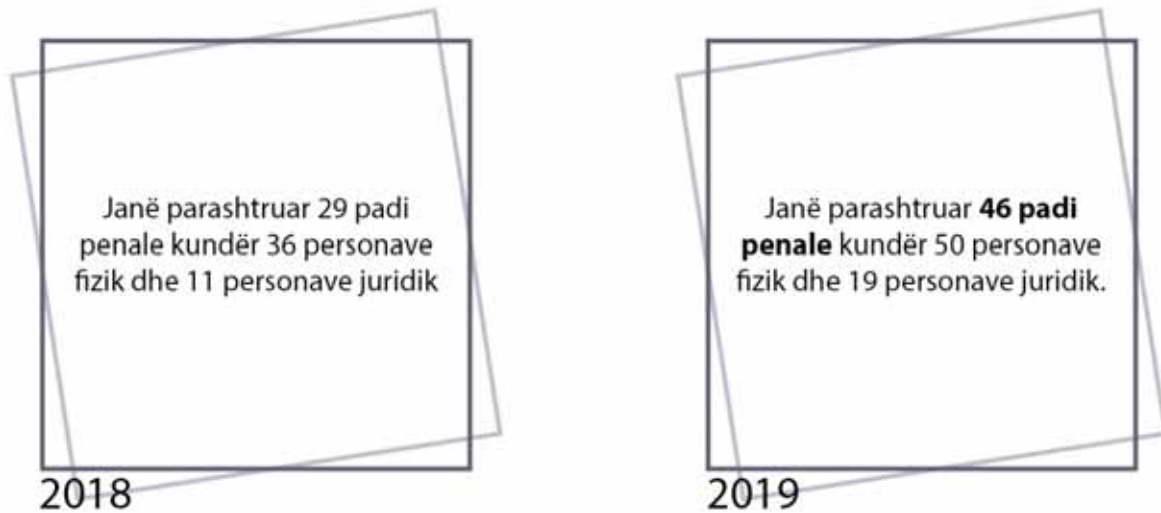 Janë parashtruar 29 padi
penale kundër 36 personave
fizik dhe 11 personave juridik
2018
Janë parashtruar 46 padi
penale kundër 50 personave
fizik dhe 19 personave juridik.
2019